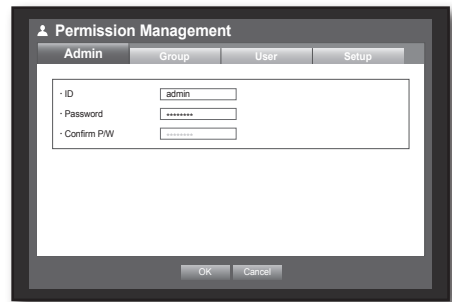 Permission Management
Admin Group User Setup
· ID admin
· Password ••••••••
· Confirm P/W ••••••••
OK Cancel